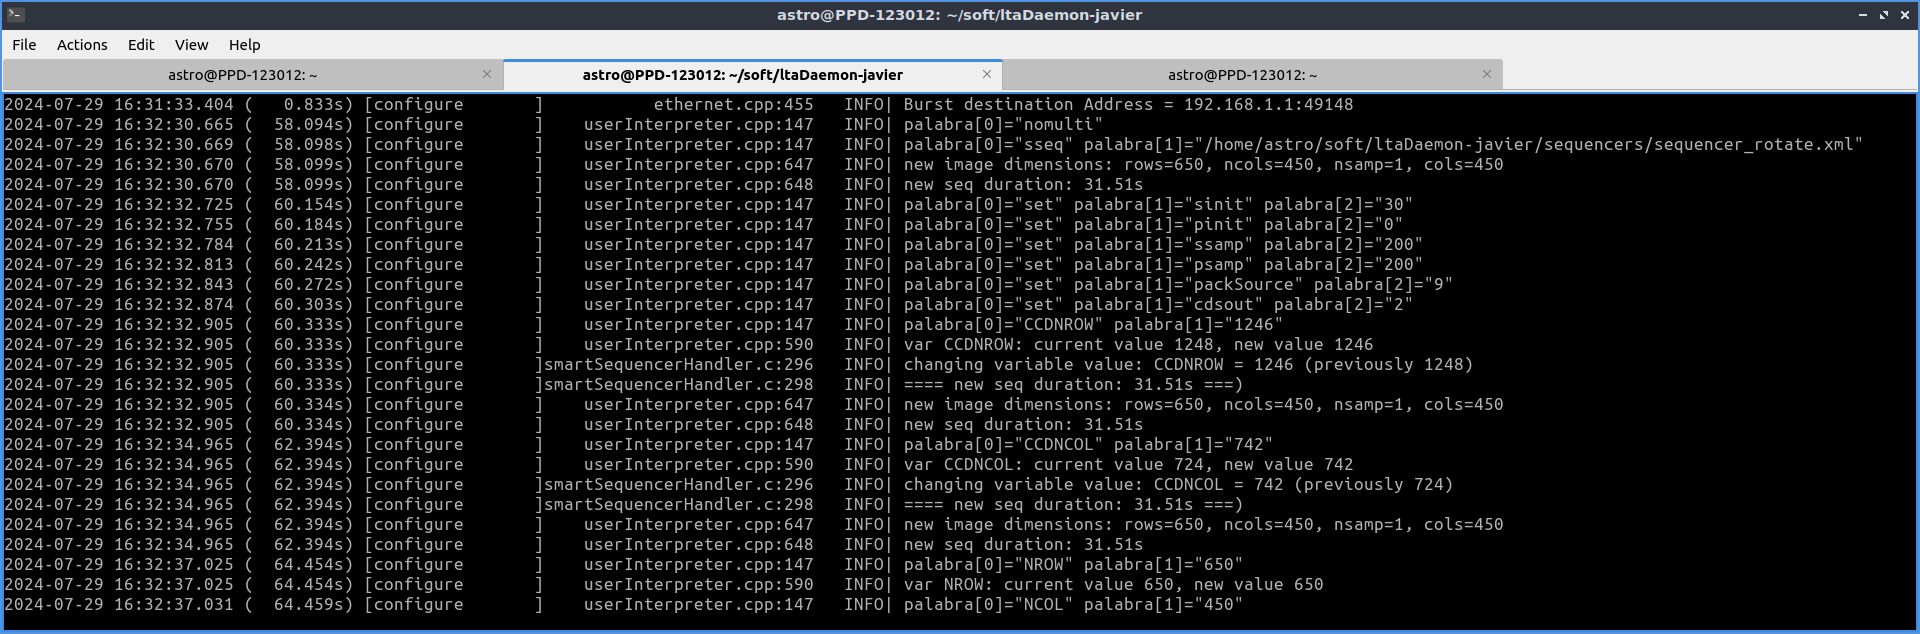 astro@PPD-123012: ~/soft/ltaDaemon-javier
File Actions Edit View Help
astro@PPD-123012: ~ astro@PPD-123012: ~/soft/ltaDaemon-javier astro@PPD-123012: ~
2024-07-29 16:31:33.404 (   0.833s) [configure       ]           ethernet.cpp:455   INFO| Burst destination Address = 192.168.1.1:49148
2024-07-29 16:32:30.665 (  58.094s) [configure       ]    userInterpreter.cpp:147   INFO| palabra[0]="nomulti"
2024-07-29 16:32:30.669 (  58.098s) [configure       ]    userInterpreter.cpp:147   INFO| palabra[0]="sseq" palabra[1]="/home/astro/soft/ltaDaemon-javier/sequencers/sequencer_rotate.xml"
2024-07-29 16:32:30.670 (  58.099s) [configure       ]    userInterpreter.cpp:647   INFO| new image dimensions: rows=650, ncols=450, nsamp=1, cols=450
2024-07-29 16:32:30.670 (  58.099s) [configure       ]    userInterpreter.cpp:648   INFO| new seq duration: 31.51s
2024-07-29 16:32:32.725 (  60.154s) [configure       ]    userInterpreter.cpp:147   INFO| palabra[0]="set" palabra[1]="sinit" palabra[2]="30"
2024-07-29 16:32:32.755 (  60.184s) [configure       ]    userInterpreter.cpp:147   INFO| palabra[0]="set" palabra[1]="pinit" palabra[2]="0"
2024-07-29 16:32:32.784 (  60.213s) [configure       ]    userInterpreter.cpp:147   INFO| palabra[0]="set" palabra[1]="ssamp" palabra[2]="200"
2024-07-29 16:32:32.813 (  60.242s) [configure       ]    userInterpreter.cpp:147   INFO| palabra[0]="set" palabra[1]="psamp" palabra[2]="200"
2024-07-29 16:32:32.843 (  60.272s) [configure       ]    userInterpreter.cpp:147   INFO| palabra[0]="set" palabra[1]="packSource" palabra[2]="9"
2024-07-29 16:32:32.874 (  60.303s) [configure       ]    userInterpreter.cpp:147   INFO| palabra[0]="set" palabra[1]="cdsout" palabra[2]="2"
2024-07-29 16:32:32.905 (  60.333s) [configure       ]    userInterpreter.cpp:147   INFO| palabra[0]="CCDNROW" palabra[1]="1246"
2024-07-29 16:32:32.905 (  60.333s) [configure       ]    userInterpreter.cpp:590   INFO| var CCDNROW: current value 1248, new value 1246
2024-07-29 16:32:32.905 (  60.333s) [configure       ]smartSequencerHandler.c:296   INFO| changing variable value: CCDNROW = 1246 (previously 1248)
2024-07-29 16:32:32.905 (  60.333s) [configure       ]smartSequencerHandler.c:298   INFO| ==== new seq duration: 31.51s ===)
2024-07-29 16:32:32.905 (  60.334s) [configure       ]    userInterpreter.cpp:647   INFO| new image dimensions: rows=650, ncols=450, nsamp=1, cols=450
2024-07-29 16:32:32.905 (  60.334s) [configure       ]    userInterpreter.cpp:648   INFO| new seq duration: 31.51s
2024-07-29 16:32:34.965 (  62.394s) [configure       ]    userInterpreter.cpp:147   INFO| palabra[0]="CCDNCOL" palabra[1]="742"
2024-07-29 16:32:34.965 (  62.394s) [configure       ]    userInterpreter.cpp:590   INFO| var CCDNCOL: current value 724, new value 742
2024-07-29 16:32:34.965 (  62.394s) [configure       ]smartSequencerHandler.c:296   INFO| changing variable value: CCDNCOL = 742 (previously 724)
2024-07-29 16:32:34.965 (  62.394s) [configure       ]smartSequencerHandler.c:298   INFO| ==== new seq duration: 31.51s ===)
2024-07-29 16:32:34.965 (  62.394s) [configure       ]    userInterpreter.cpp:647   INFO| new image dimensions: rows=650, ncols=450, nsamp=1, cols=450
2024-07-29 16:32:34.965 (  62.394s) [configure       ]    userInterpreter.cpp:648   INFO| new seq duration: 31.51s
2024-07-29 16:32:37.025 (  64.454s) [configure       ]    userInterpreter.cpp:147   INFO| palabra[0]="NROW" palabra[1]="650"
2024-07-29 16:32:37.025 (  64.454s) [configure       ]    userInterpreter.cpp:590   INFO| var NROW: current value 650, new value 650
2024-07-29 16:32:37.031 (  64.459s) [configure       ]    userInterpreter.cpp:147   INFO| palabra[0]="NCOL" palabra[1]="450"